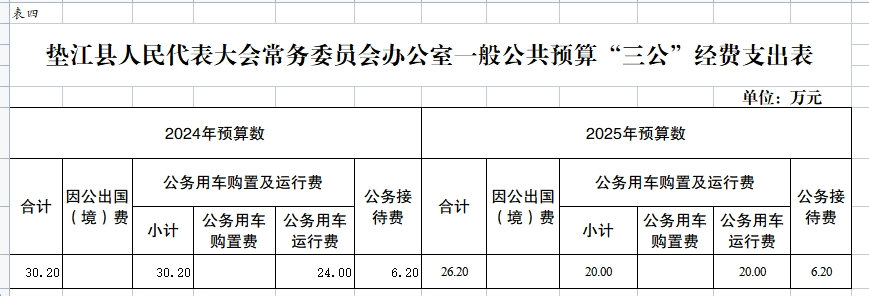 表四
垫江县人民代表大会常务委员会办公室一般公共预算“三公”经费支出表
单位：万元
2024年预算数 2025年预算数
合计 因公出国（境）费 公务用车购置及运行费 公务接待费 合计 因公出国（境）费 公务用车购置及运行费 公务接待费
小计 公务用车购置费 公务用车运行费 小计 公务用车购置费 公务用车运行费
30.20 30.20 24.00 6.20 26.20 20.00 20.00 6.20